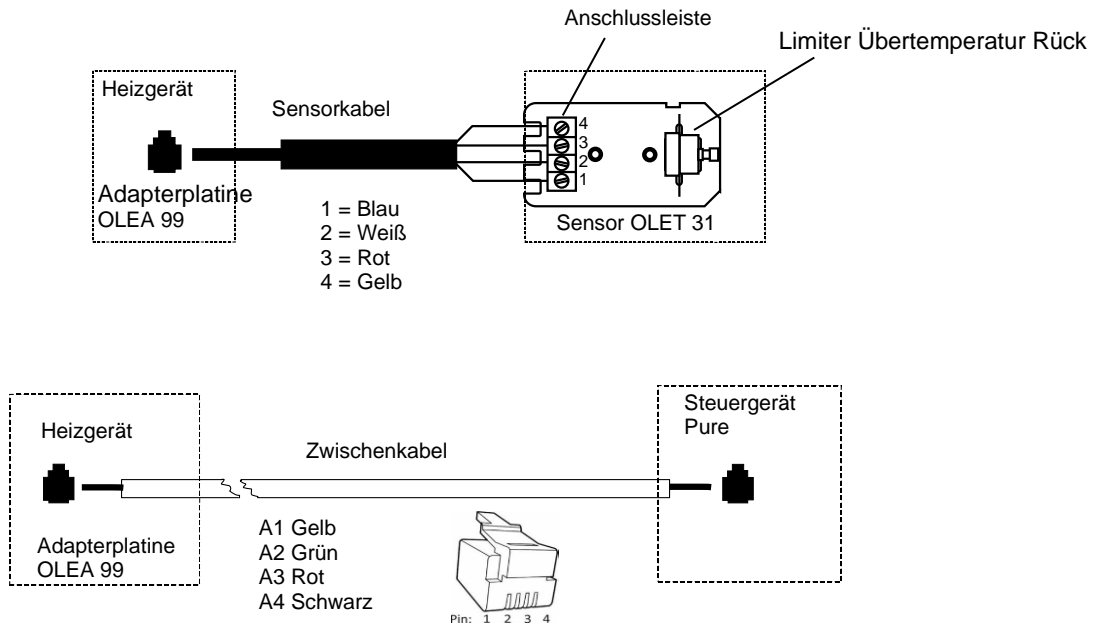 Anschlussleiste
Limiter Übertemperatur Rück
Heizgerät
Sensorkabel
4
3
2
1
Adapterplatine
OLEA 99
1 = Blau
2 = Weiß
3 = Rot
4 = Gelb
Sensor OLET 31
Steuergerät
Pure
Heizgerät
Zwischenkabel
A1 Gelb
A2 Grün
A3 Rot
A4 Schwarz
Adapterplatine
OLEA 99
Pin: 1 2 3 4